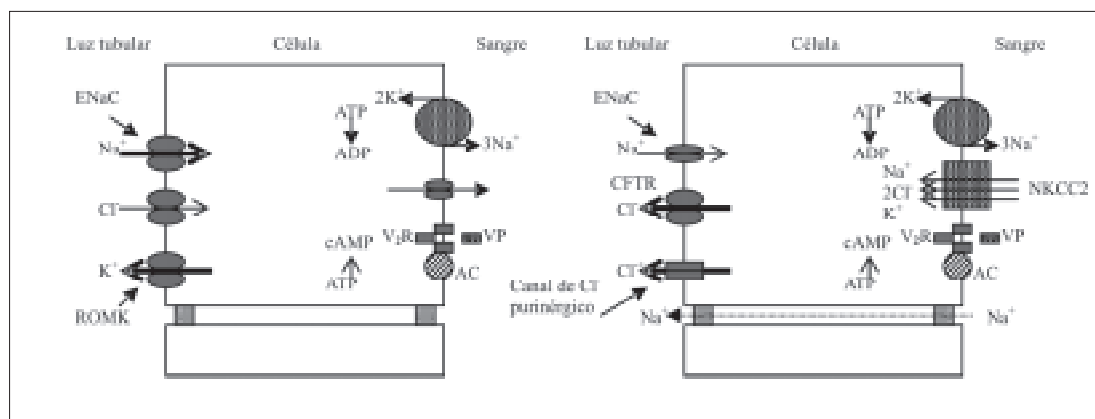 Luz tubular Célula Sangre
ENaC
Na⁺
Cl⁻
K⁺
ROMK
ATP
ADP
2K⁺
3Na⁺
cAMP
ATP
V₂R
VP
AC
Luz tubular Célula Sangre
ENaC
Na⁺
CFTR
Cl⁻
Cl⁻
Canal de Cl⁻
purinérgico
Na⁺
ATP
ADP
2K⁺
3Na⁺
Na⁺
2Cl⁻
K⁺
NKCC2
cAMP
ATP
V₂R
VP
AC
Na⁺